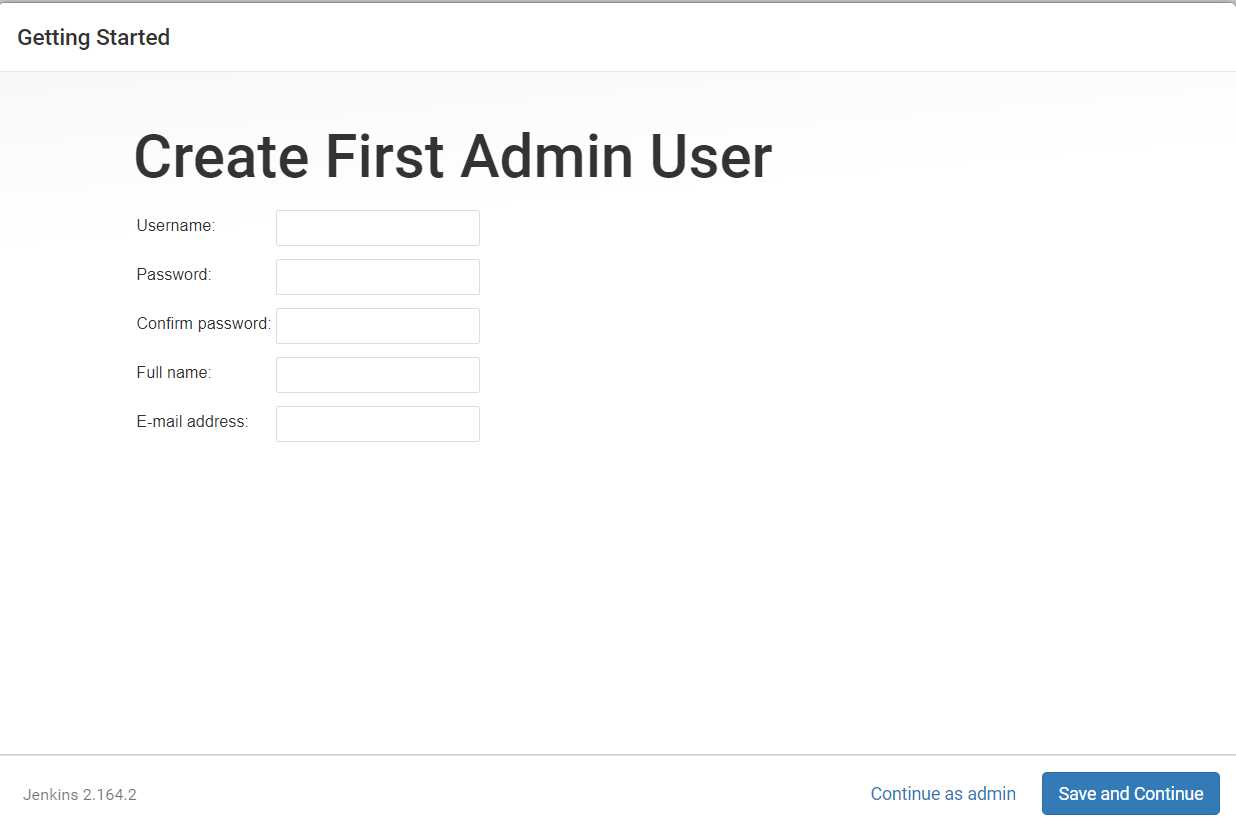 Getting Started
Create First Admin User
Username:
Password:
Confirm password:
Full name:
E-mail address:
Jenkins 2.164.2
Continue as admin
Save and Continue